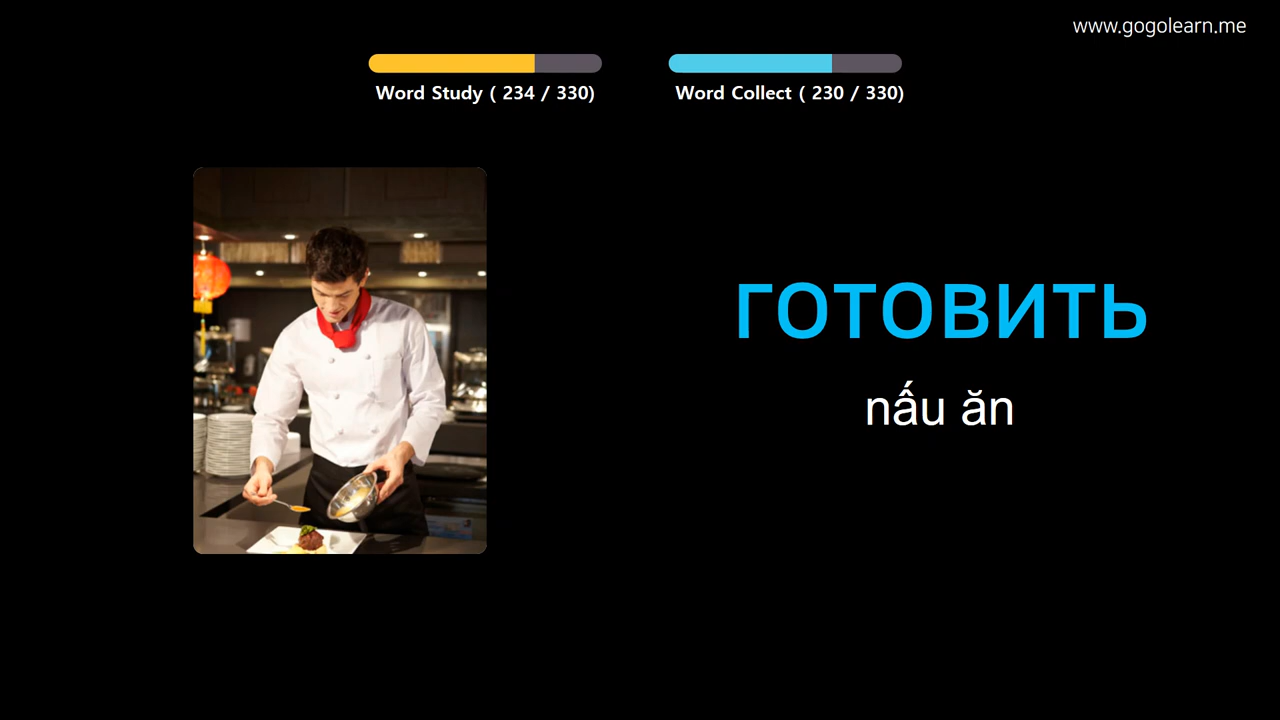 www.gogolearn.me
Word Study ( 234 / 330)
Word Collect ( 230 / 330)
готовить
nấu ăn